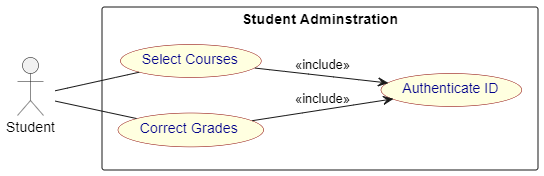 Student Adminstration
Select Courses
«include»
Authenticate ID
«include»
Student
Correct Grades